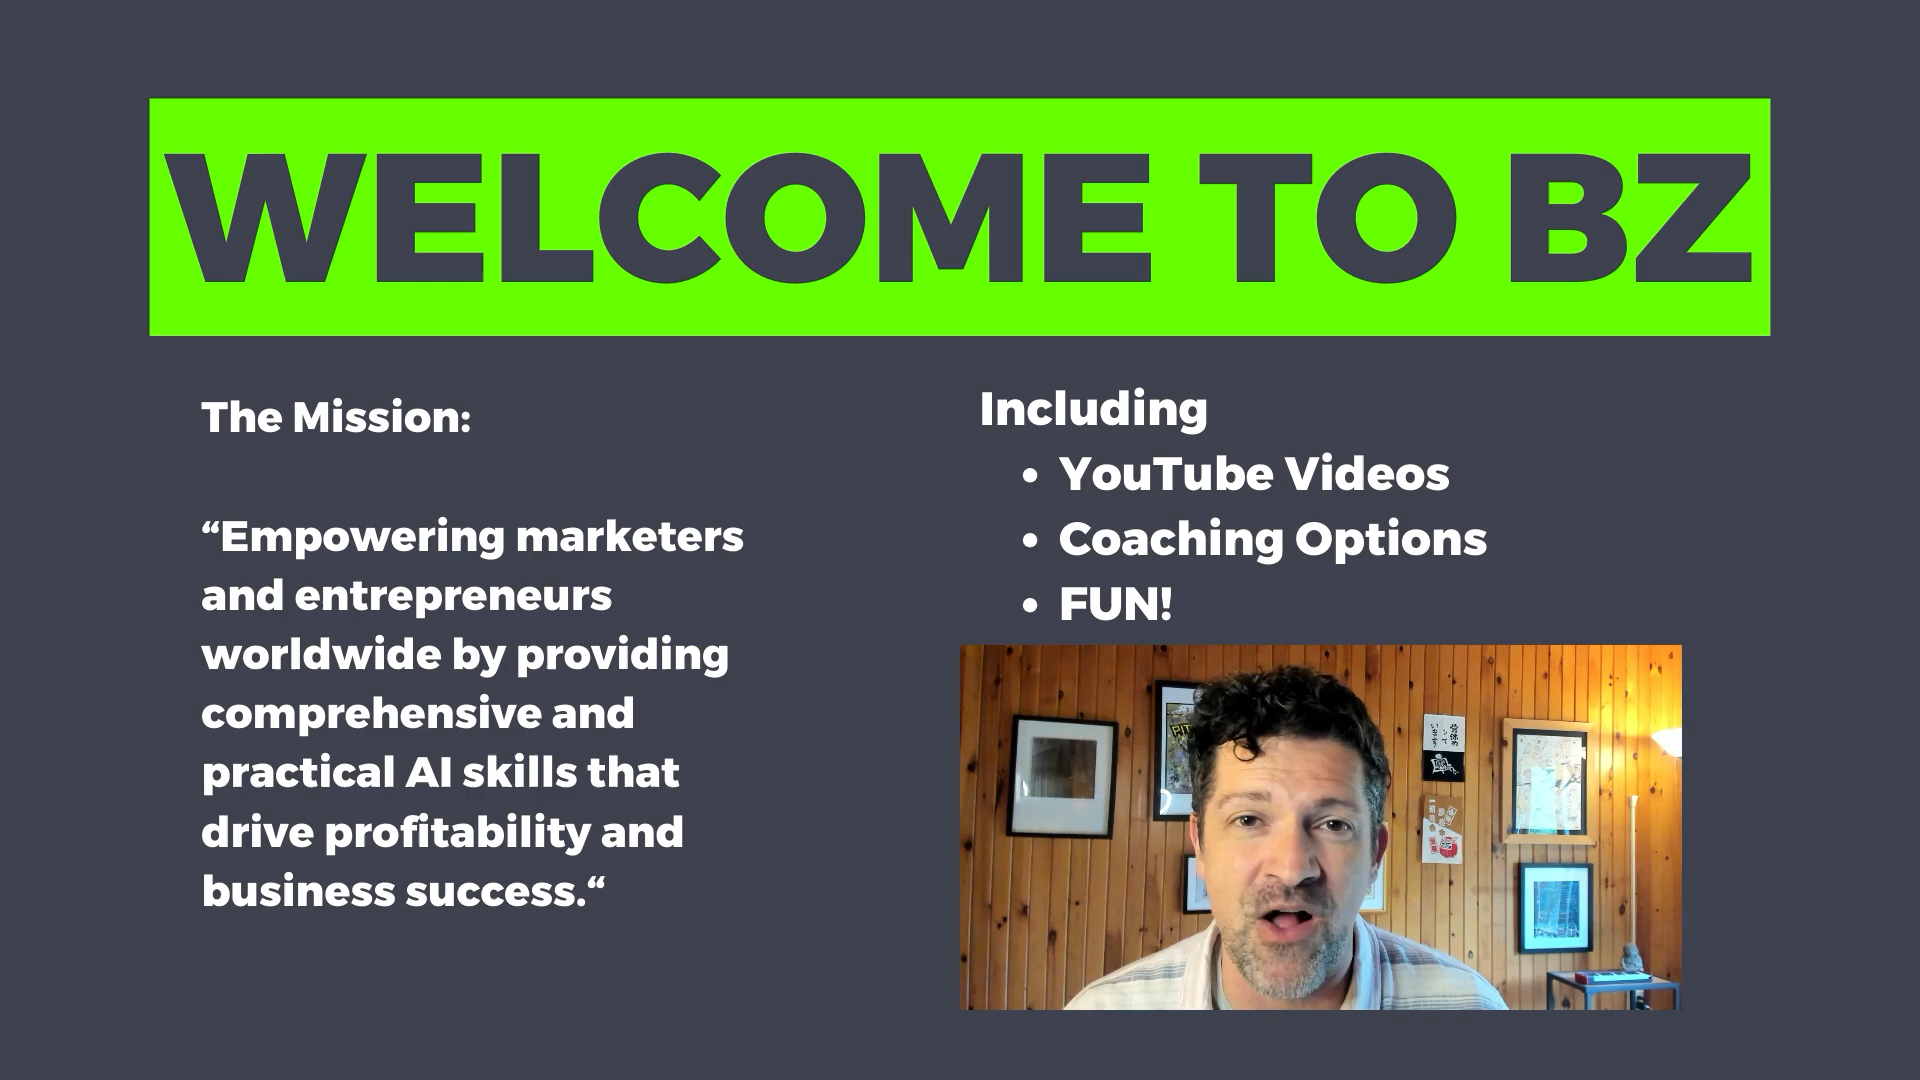 WELCOME TO BZ
The Mission:
“Empowering marketers
and entrepreneurs
worldwide by providing
comprehensive and
practical AI skills that
drive profitability and
business success.“
Including
• YouTube Videos
• Coaching Options
• FUN!